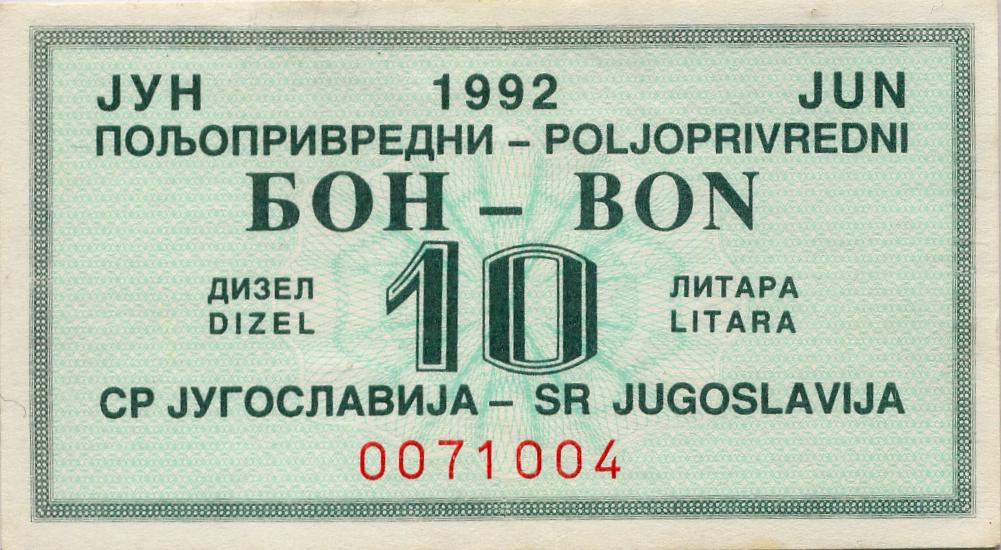 ЈУН 1992 JUN
ПОЉОПРИВРЕДНИ – POLJOPRIVREDNI
БОН – BON
ДИЗЕЛ 10 ЛИТАРА
DIZEL LITARA
СР ЈУГОСЛАВИЈА – SR JUGOSLAVIJA
0071004